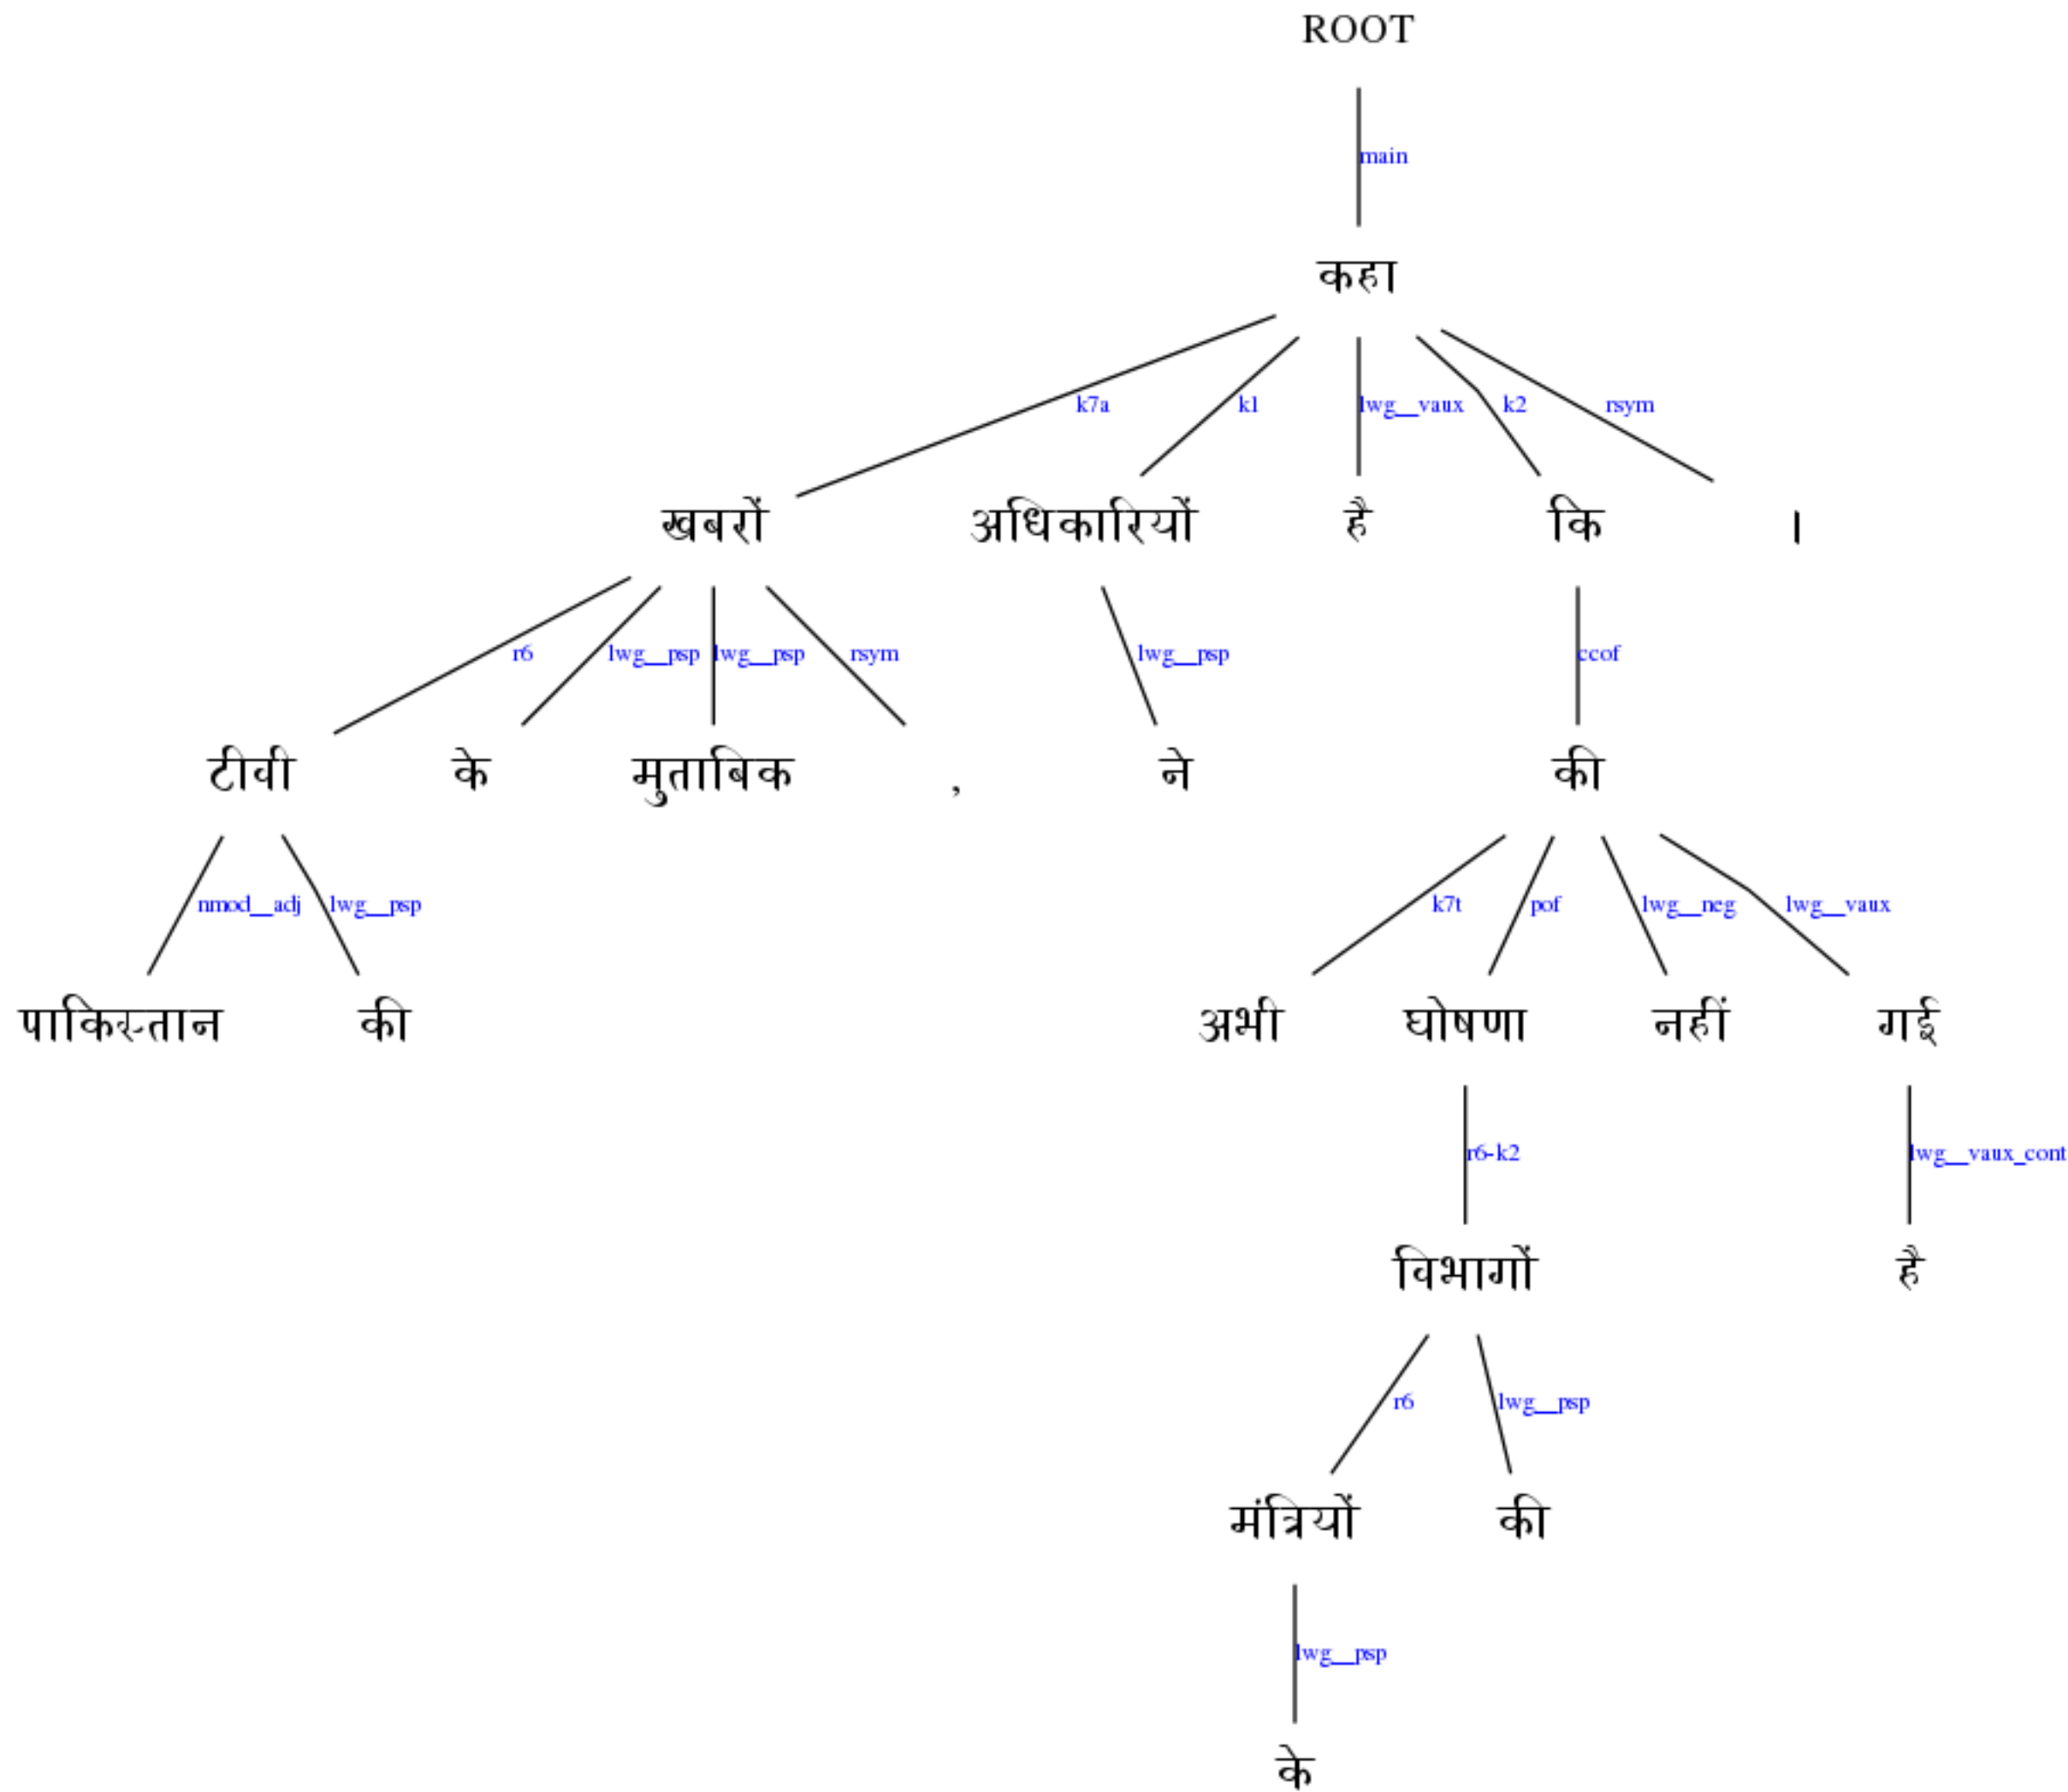 ROOT
main
कहा
k7a k1 lwg__vaux k2 rsym
खबरों अधिकारियों है कि ।
r6 lwg__psp lwg__psp rsym lwg__psp ccof
टीवी के मुताबिक , ने की
nmod__adj lwg__psp k7t pof lwg__neg lwg__vaux
पाकिस्तान की अभी घोषणा नहीं गई
r6-k2 lwg__vaux_cont
विभागों है
r6 lwg__psp
मंत्रियों की
lwg__psp
के